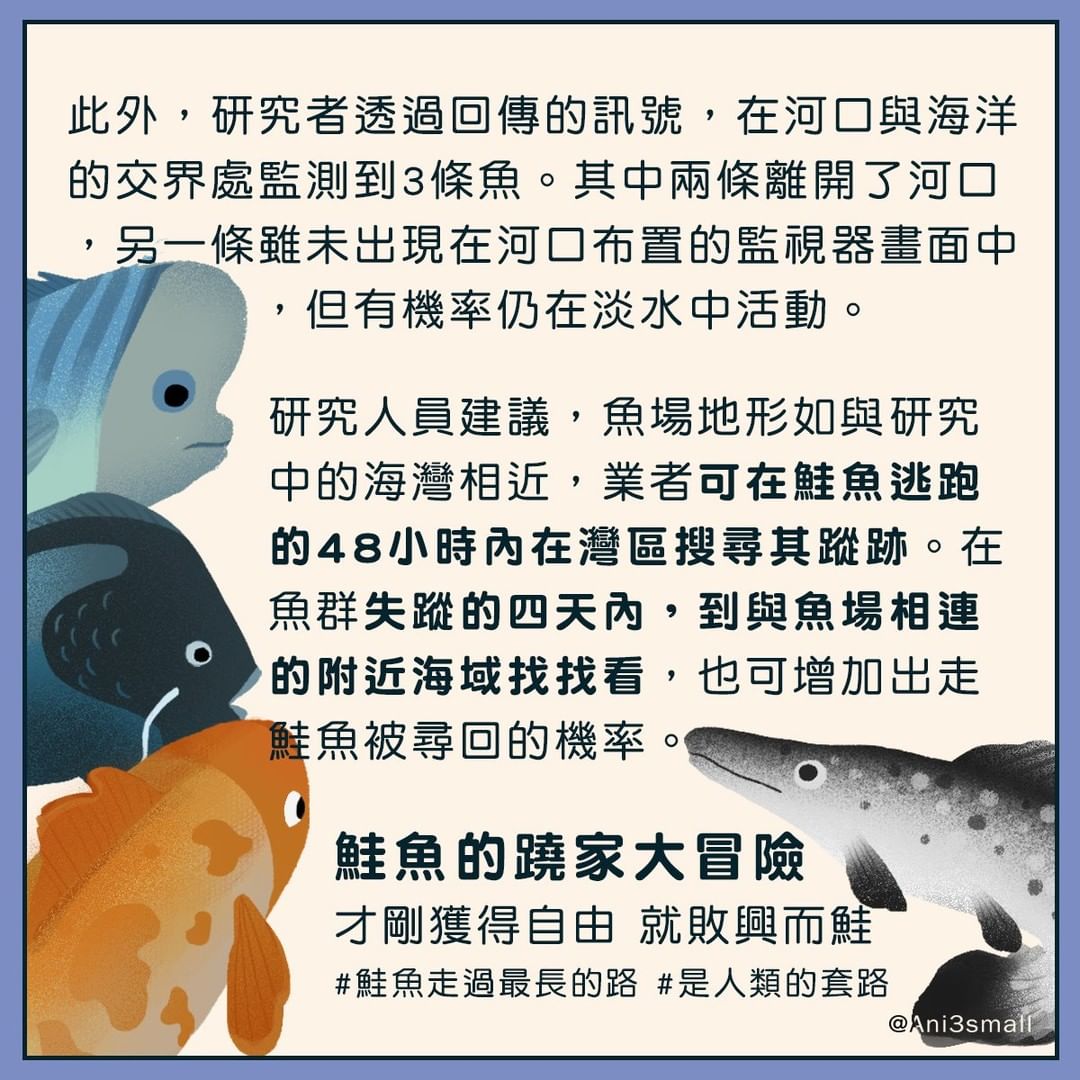 此外，研究者透過回傳的訊號，在河口與海洋
的交界處監測到3條魚。其中兩條離開了河口
，另一條雖未出現在河口布置的監視器畫面中
，但有機率仍在淡水中活動。
研究人員建議，魚場地形如與研究
中的海灣相近，業者可在鮭魚逃跑
的48小時內在灣區搜尋其蹤跡。在
魚群失蹤的四天內，到與魚場相連
的附近海域找找看，也可增加出走
鮭魚被尋回的機率。
鮭魚的蹺家大冒險
才剛獲得自由 就敗興而鮭
#鮭魚走過最長的路 #是人類的套路
@Ani3small